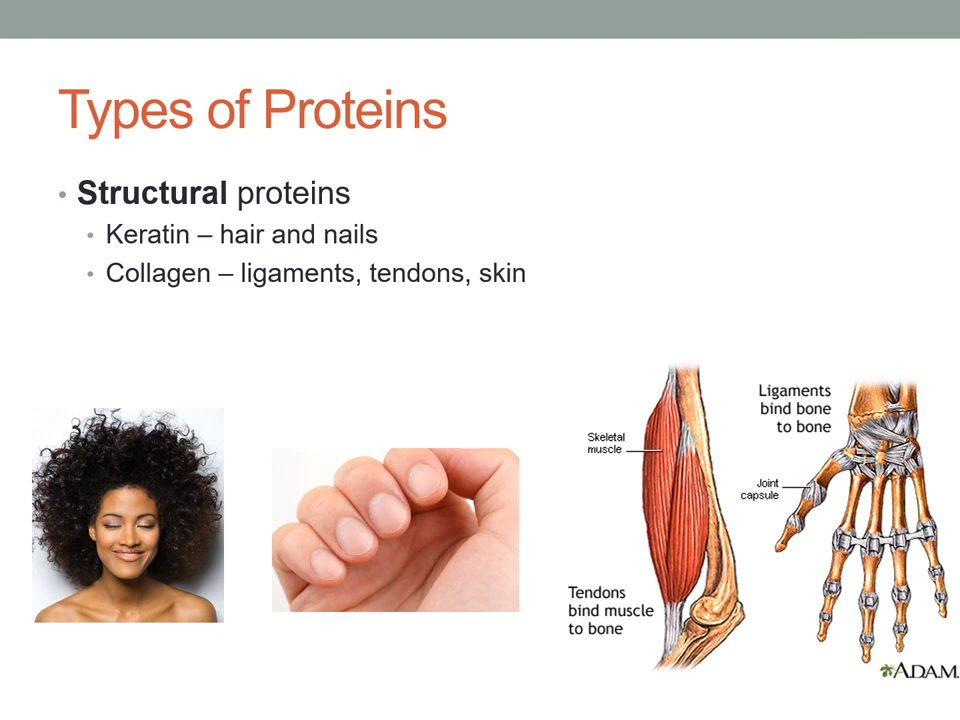 Types of Proteins
• Structural proteins
• Keratin – hair and nails
• Collagen – ligaments, tendons, skin
Skeletal
muscle
Tendons
bind muscle
to bone
Ligaments
bind bone
to bone
Joint
capsule
A.D.A.M.